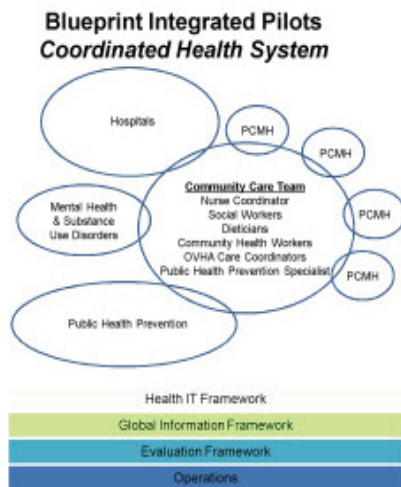 Blueprint Integrated Pilots
Coordinated Health System
Hospitals
PCMH
PCMH
PCMH
PCMH
Mental Health
& Substance
Use Disorders
Community Care Team
Nurse Coordinator
Social Workers
Dieticians
Community Health Workers
OVHA Care Coordinators
Public Health Prevention Specialist
Public Health Prevention
Health IT Framework
Global Information Framework
Evaluation Framework
Operations